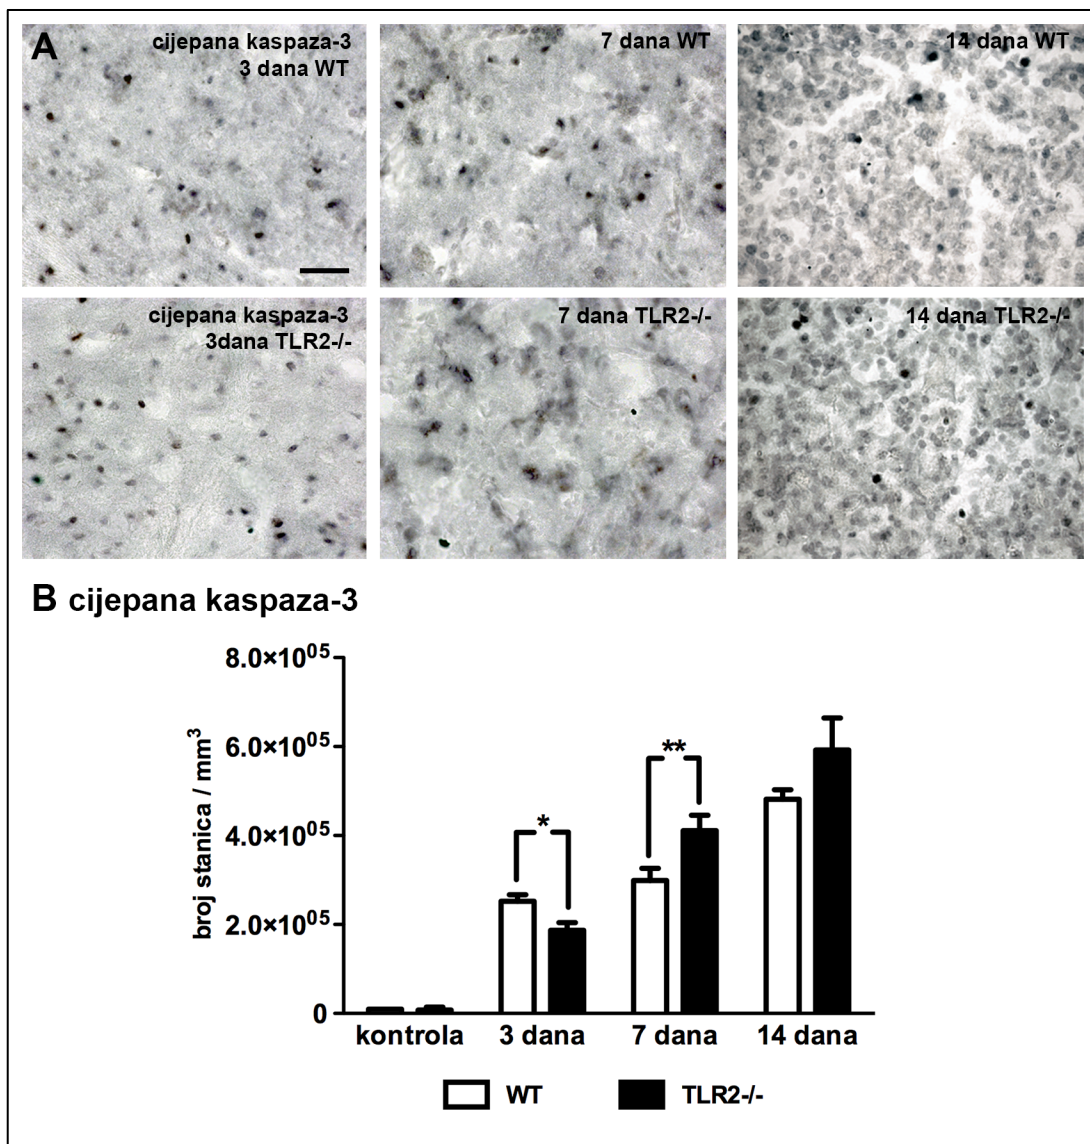 A
cijepana kaspaza-3
3 dana WT
7 dana WT
14 dana WT
cijepana kaspaza-3
3dana TLR2-/-
7 dana TLR2-/-
14 dana TLR2-/-
B cijepana kaspaza-3
8.0×10⁰⁵
6.0×10⁰⁵
4.0×10⁰⁵
2.0×10⁰⁵
0
broj stanica / mm³
*
**
kontrola 3 dana 7 dana 14 dana
WT TLR2-/-